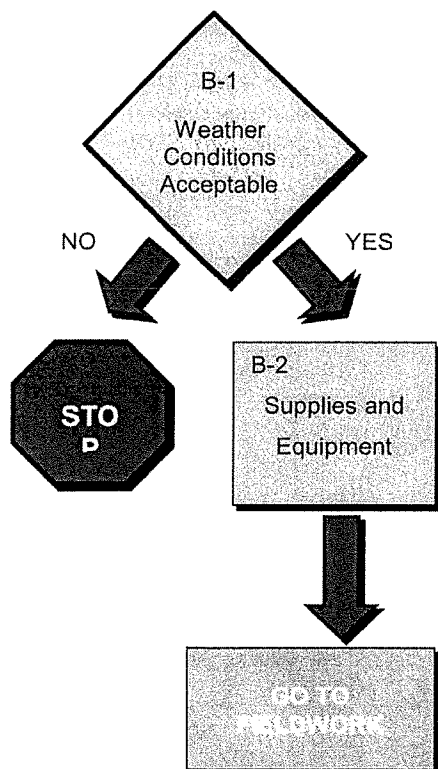 B-1
Weather
Conditions
Acceptable
NO
YES
STO
P
B-2
Supplies and
Equipment
GO TO
FIELDWORK